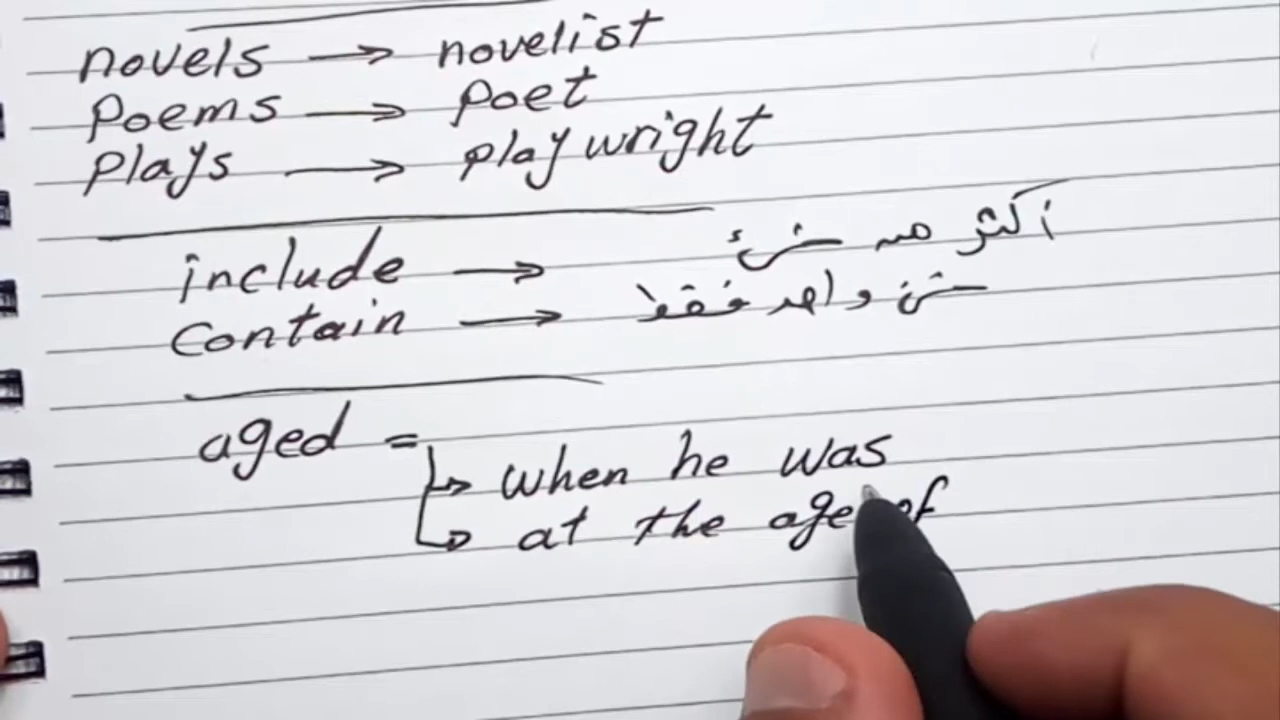 novels → novelist
Poems → Poet
Plays → playwright
include → أكثر من شئ
Contain → شئ واحد فقط
aged =
↳ when he was
↳ at the age of